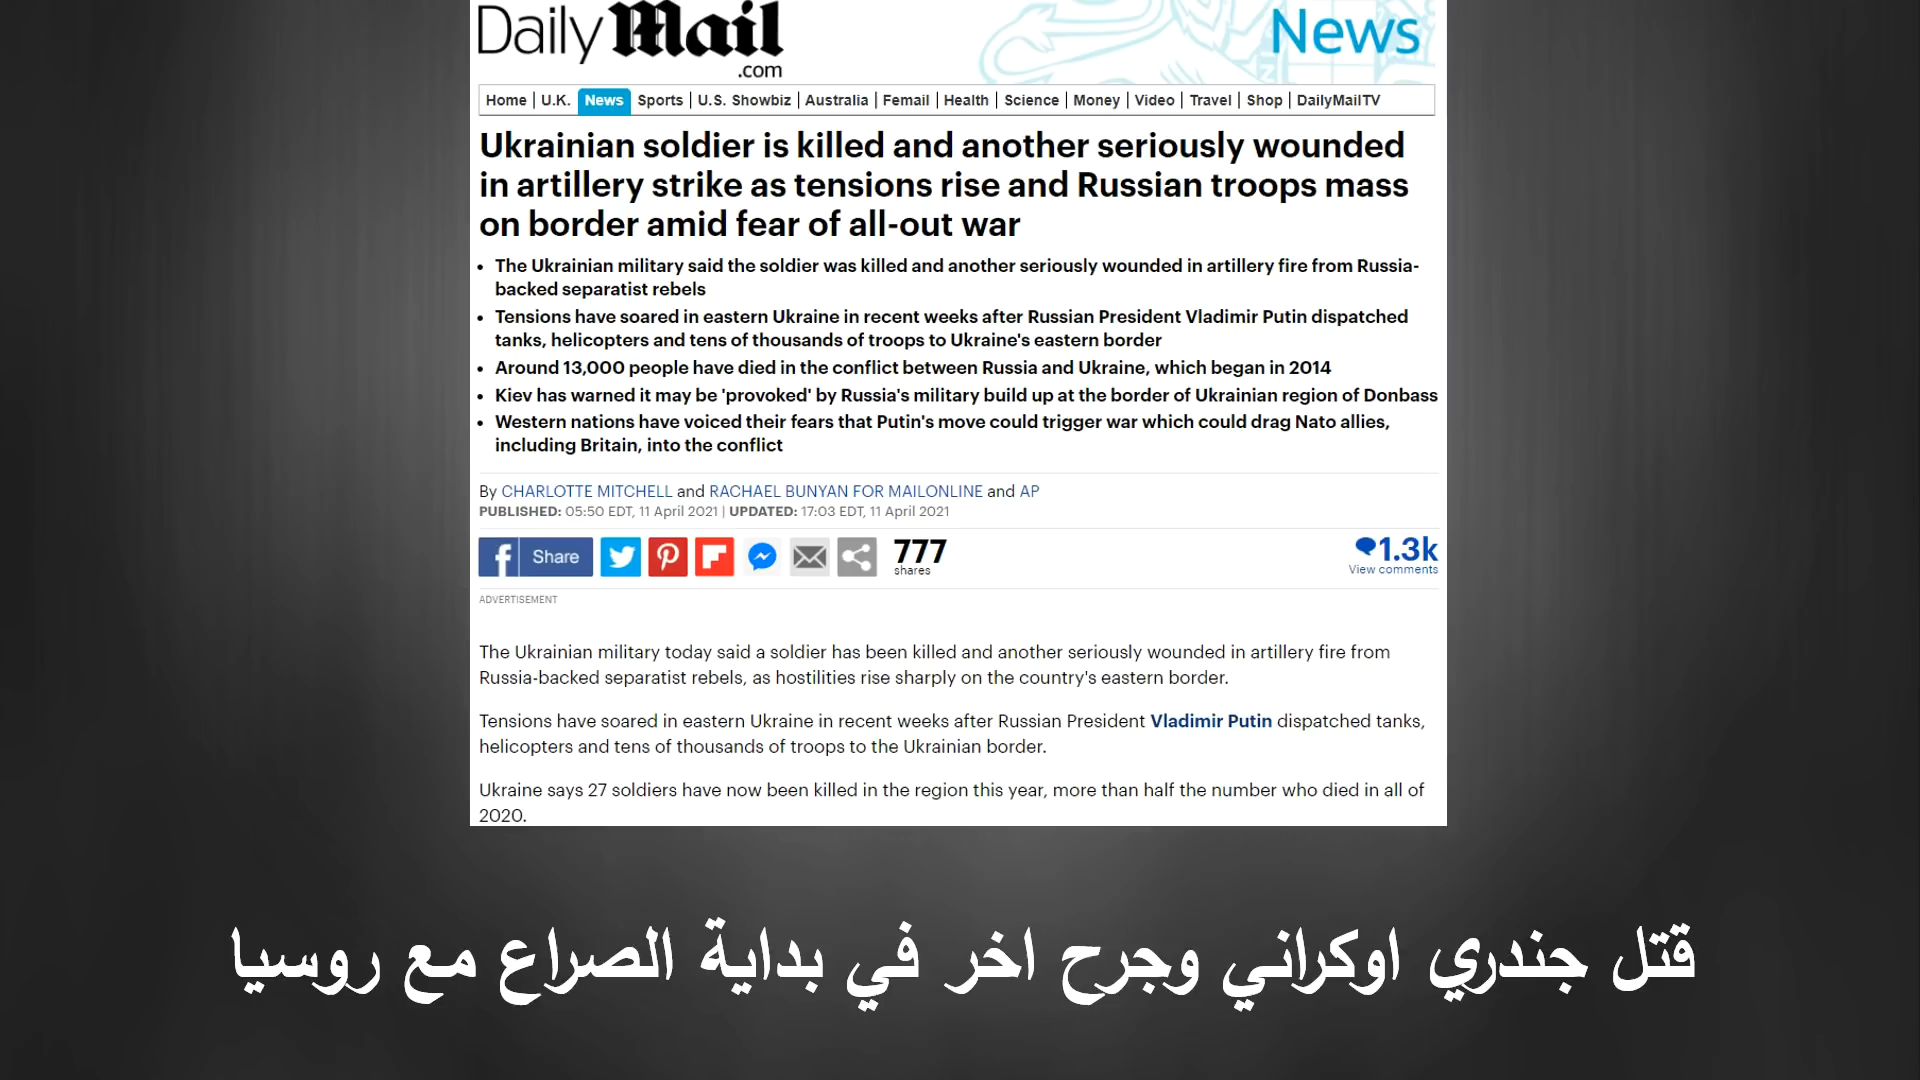 Daily Mail
.com
News
Home | U.K. | News | Sports | U.S. Showbiz | Australia | Femail | Health | Science | Money | Video | Travel | Shop | DailyMailTV
Ukrainian soldier is killed and another seriously wounded
in artillery strike as tensions rise and Russian troops mass
on border amid fear of all-out war
• The Ukrainian military said the soldier was killed and another seriously wounded in artillery fire from Russia-
backed separatist rebels
• Tensions have soared in eastern Ukraine in recent weeks after Russian President Vladimir Putin dispatched
tanks, helicopters and tens of thousands of troops to Ukraine's eastern border
• Around 13,000 people have died in the conflict between Russia and Ukraine, which began in 2014
• Kiev has warned it may be 'provoked' by Russia's military build up at the border of Ukrainian region of Donbass
• Western nations have voiced their fears that Putin's move could trigger war which could drag Nato allies,
including Britain, into the conflict
By CHARLOTTE MITCHELL and RACHAEL BUNYAN FOR MAILONLINE and AP
PUBLISHED: 05:50 EDT, 11 April 2021 | UPDATED: 17:03 EDT, 11 April 2021
f Share
777
shares
1.3k
View comments
ADVERTISEMENT
The Ukrainian military today said a soldier has been killed and another seriously wounded in artillery fire from
Russia-backed separatist rebels, as hostilities rise sharply on the country's eastern border.
Tensions have soared in eastern Ukraine in recent weeks after Russian President Vladimir Putin dispatched tanks,
helicopters and tens of thousands of troops to the Ukrainian border.
Ukraine says 27 soldiers have now been killed in the region this year, more than half the number who died in all of
2020.
قتل جندري اوكراني وجرح اخر في بداية الصراع مع روسيا